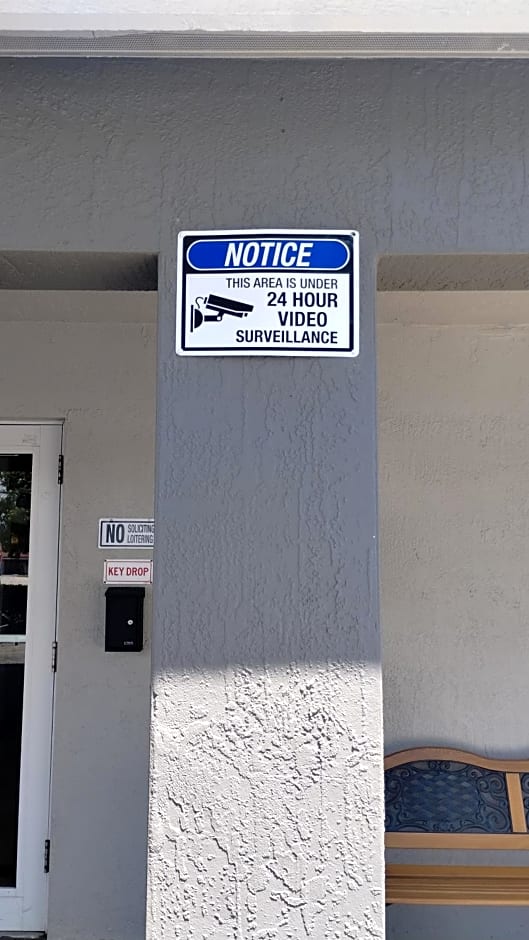 NOTICE
THIS AREA IS UNDER
24 HOUR
VIDEO
SURVEILLANCE
NO SOLICITING
LOITERING
KEY DROP